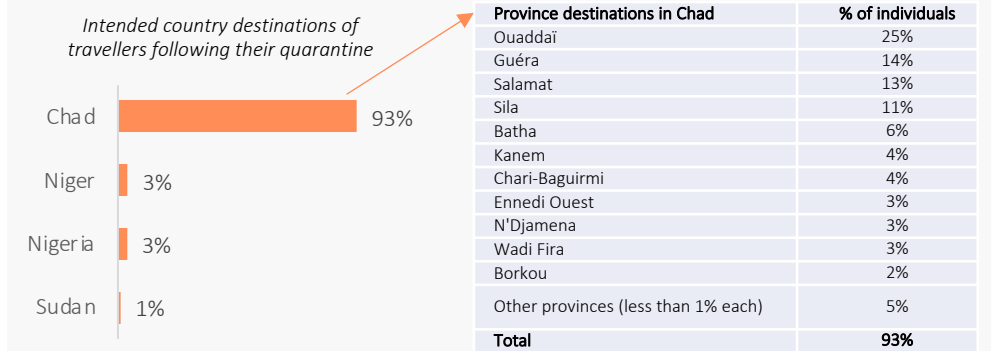 Intended country destinations of
travellers following their quarantine
Chad 93%
Niger 3%
Nigeria 3%
Sudan 1%
Province destinations in Chad % of individuals
Ouaddaï 25%
Guéra 14%
Salamat 13%
Sila 11%
Batha 6%
Kanem 4%
Chari-Baguirmi 4%
Ennedi Ouest 3%
N'Djamena 3%
Wadi Fira 3%
Borkou 2%
Other provinces (less than 1% each) 5%
Total 93%